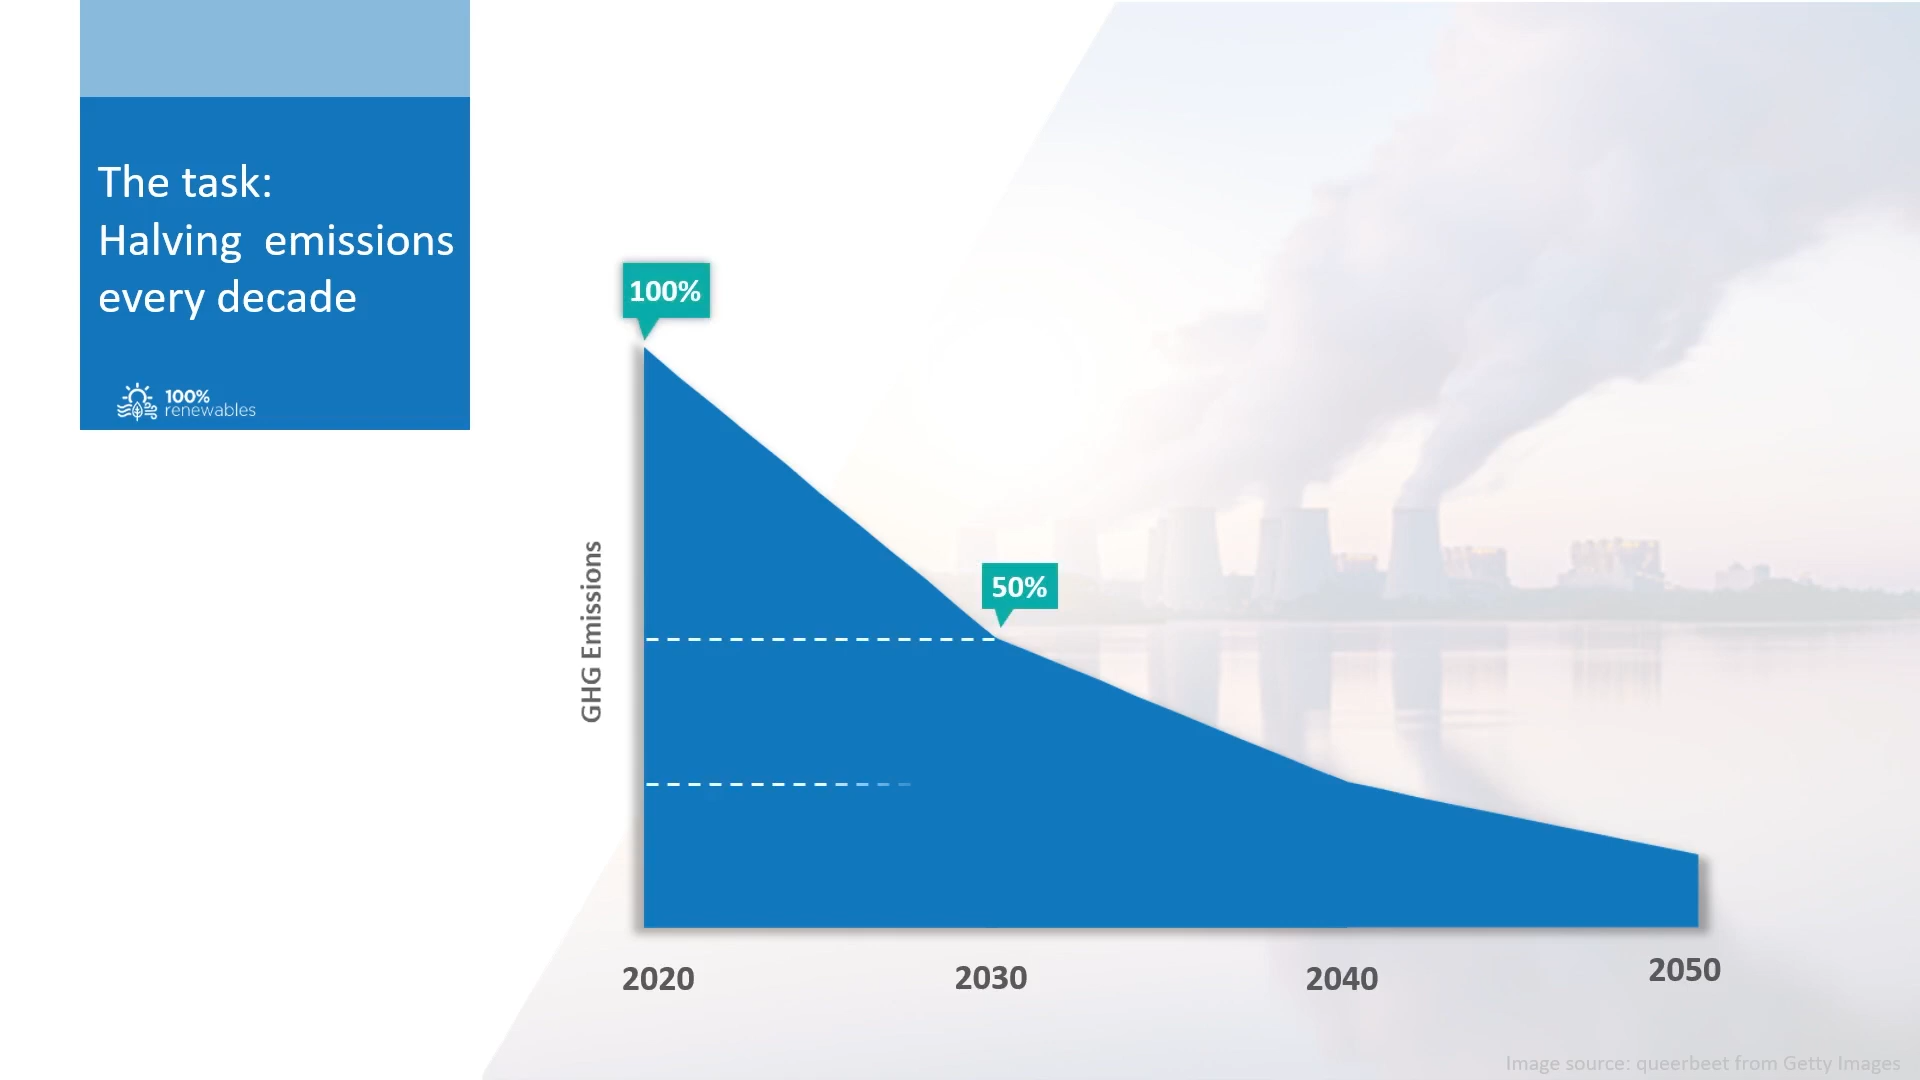 The task:
Halving emissions
every decade
100%
renewables
100%
50%
GHG Emissions
2020
2030
2040
2050
Image source: queerbeet from Getty Images